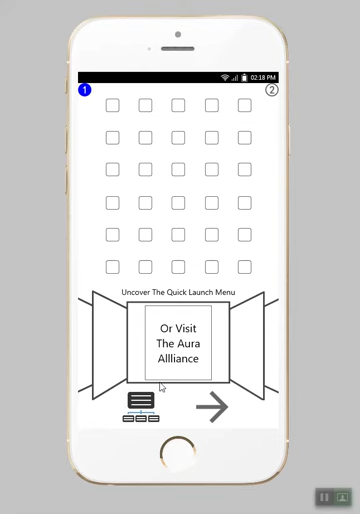 02:18 PM
1
2
Uncover The Quick Launch Menu
Or Visit
The Aura
Allliance